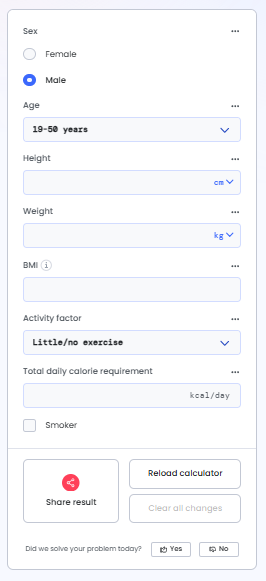 Sex
Female
Male
Age
19-50 years
Height
cm
Weight
kg
BMI i
Activity factor
Little/no exercise
Total daily calorie requirement
kcal/day
Smoker
Share result
Reload calculator
Clear all changes
Did we solve your problem today? Yes No